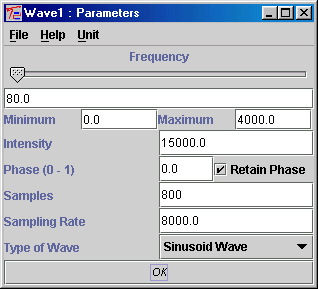 Wave1 : Parameters
File Help Unit
Frequency
80.0
Minimum 0.0 Maximum 4000.0
Intensity 15000.0
Phase (0 - 1) 0.0 Retain Phase
Samples 800
Sampling Rate 8000.0
Type of Wave Sinusoid Wave
OK